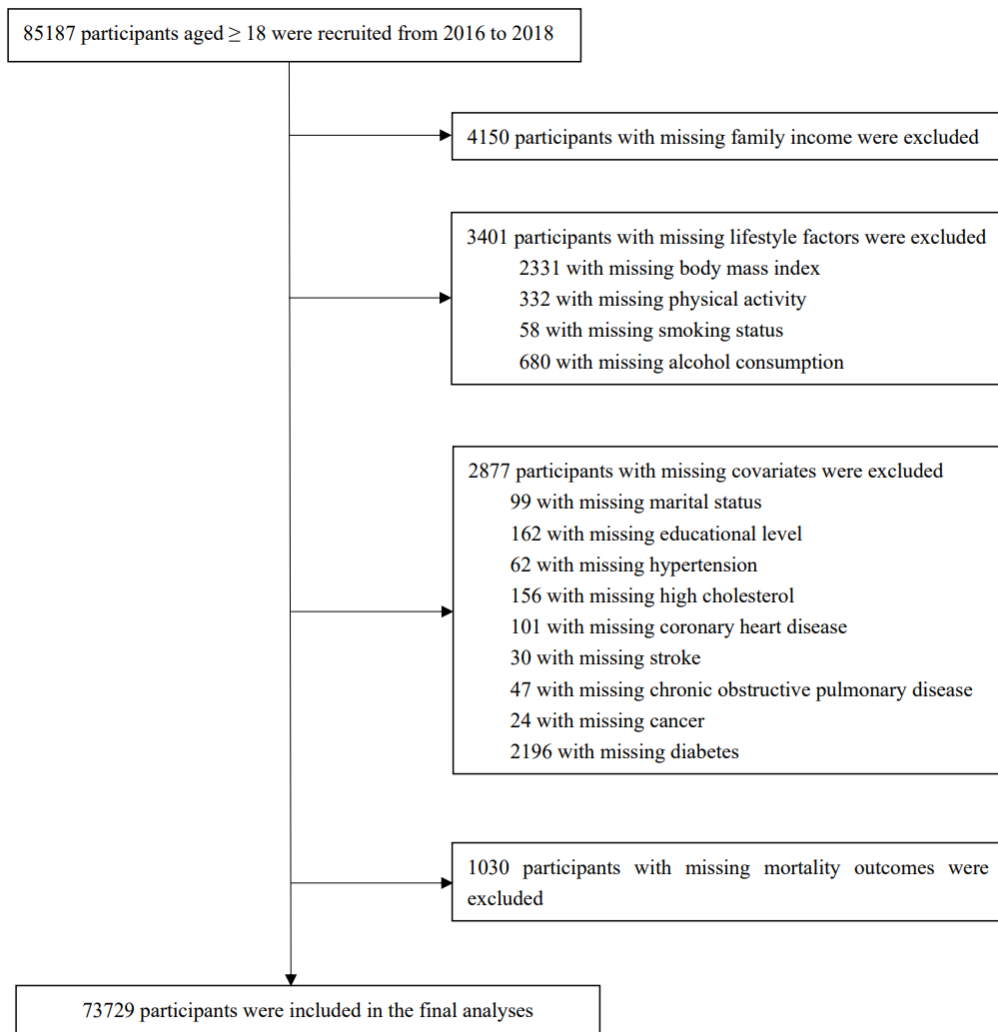 85187 participants aged ≥ 18 were recruited from 2016 to 2018
4150 participants with missing family income were excluded
3401 participants with missing lifestyle factors were excluded
2331 with missing body mass index
332 with missing physical activity
58 with missing smoking status
680 with missing alcohol consumption
2877 participants with missing covariates were excluded
99 with missing marital status
162 with missing educational level
62 with missing hypertension
156 with missing high cholesterol
101 with missing coronary heart disease
30 with missing stroke
47 with missing chronic obstructive pulmonary disease
24 with missing cancer
2196 with missing diabetes
1030 participants with missing mortality outcomes were
excluded
73729 participants were included in the final analyses